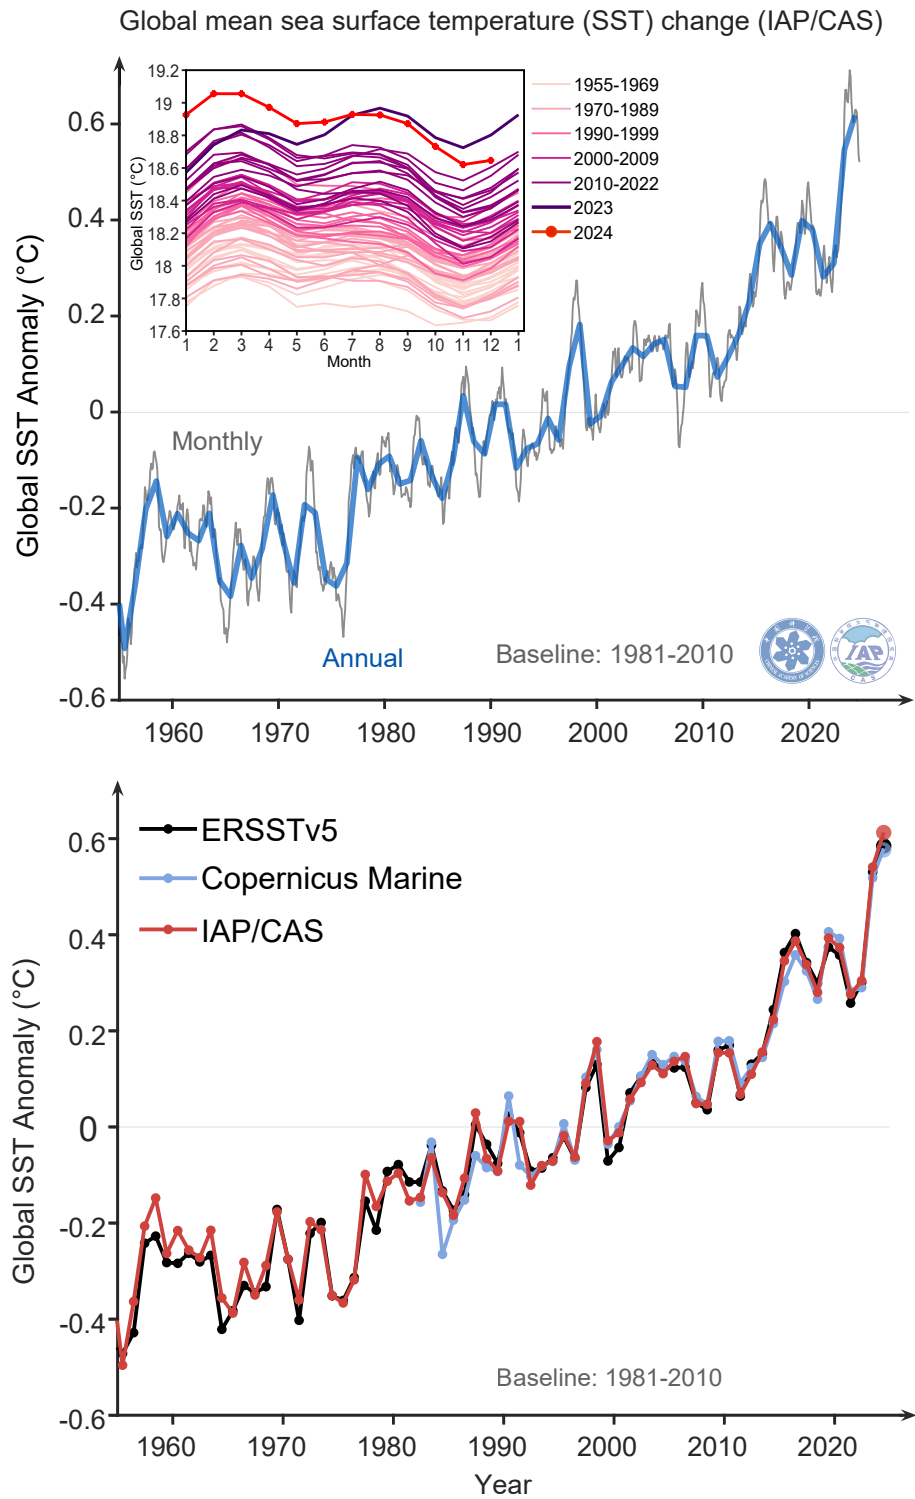 Global mean sea surface temperature (SST) change (IAP/CAS)
Global SST Anomaly (°C)
0.6
0.4
0.2
0
-0.2
-0.4
-0.6
1960 1970 1980 1990 2000 2010 2020
Global SST (°C)
19.2
19
18.8
18.6
18.4
18.2
18
17.8
17.6
1 2 3 4 5 6 7 8 9 10 11 12 1
Month
1955-1969
1970-1989
1990-1999
2000-2009
2010-2022
2023
2024
Monthly
Annual
Baseline: 1981-2010
IAP
CAS
ERSSTv5
Copernicus Marine
IAP/CAS
Global SST Anomaly (°C)
0.6
0.4
0.2
0
-0.2
-0.4
-0.6
Baseline: 1981-2010
1960 1970 1980 1990 2000 2010 2020
Year